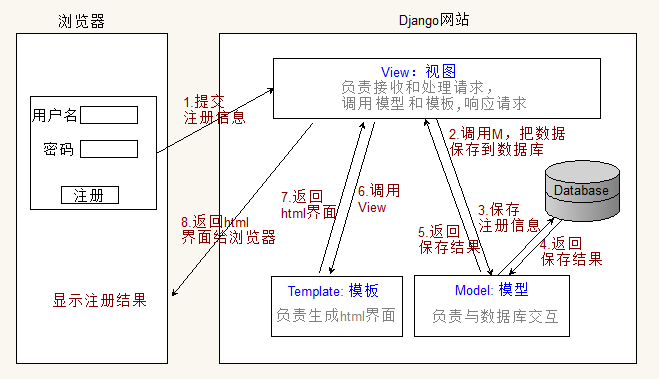 浏览器
Django网站
View：视图
负责接收和处理请求，
调用模型和模板,响应请求
用户名
密码
注册
1.提交
注册信息
2.调用M，把数据
保存到数据库
Database
3.保存
注册信息
4.返回
保存结果
5.返回
保存结果
6.调用
View
7.返回
html界面
8.返回html
界面给浏览器
显示注册结果
Template: 模板
负责生成html界面
Model: 模型
负责与数据库交互